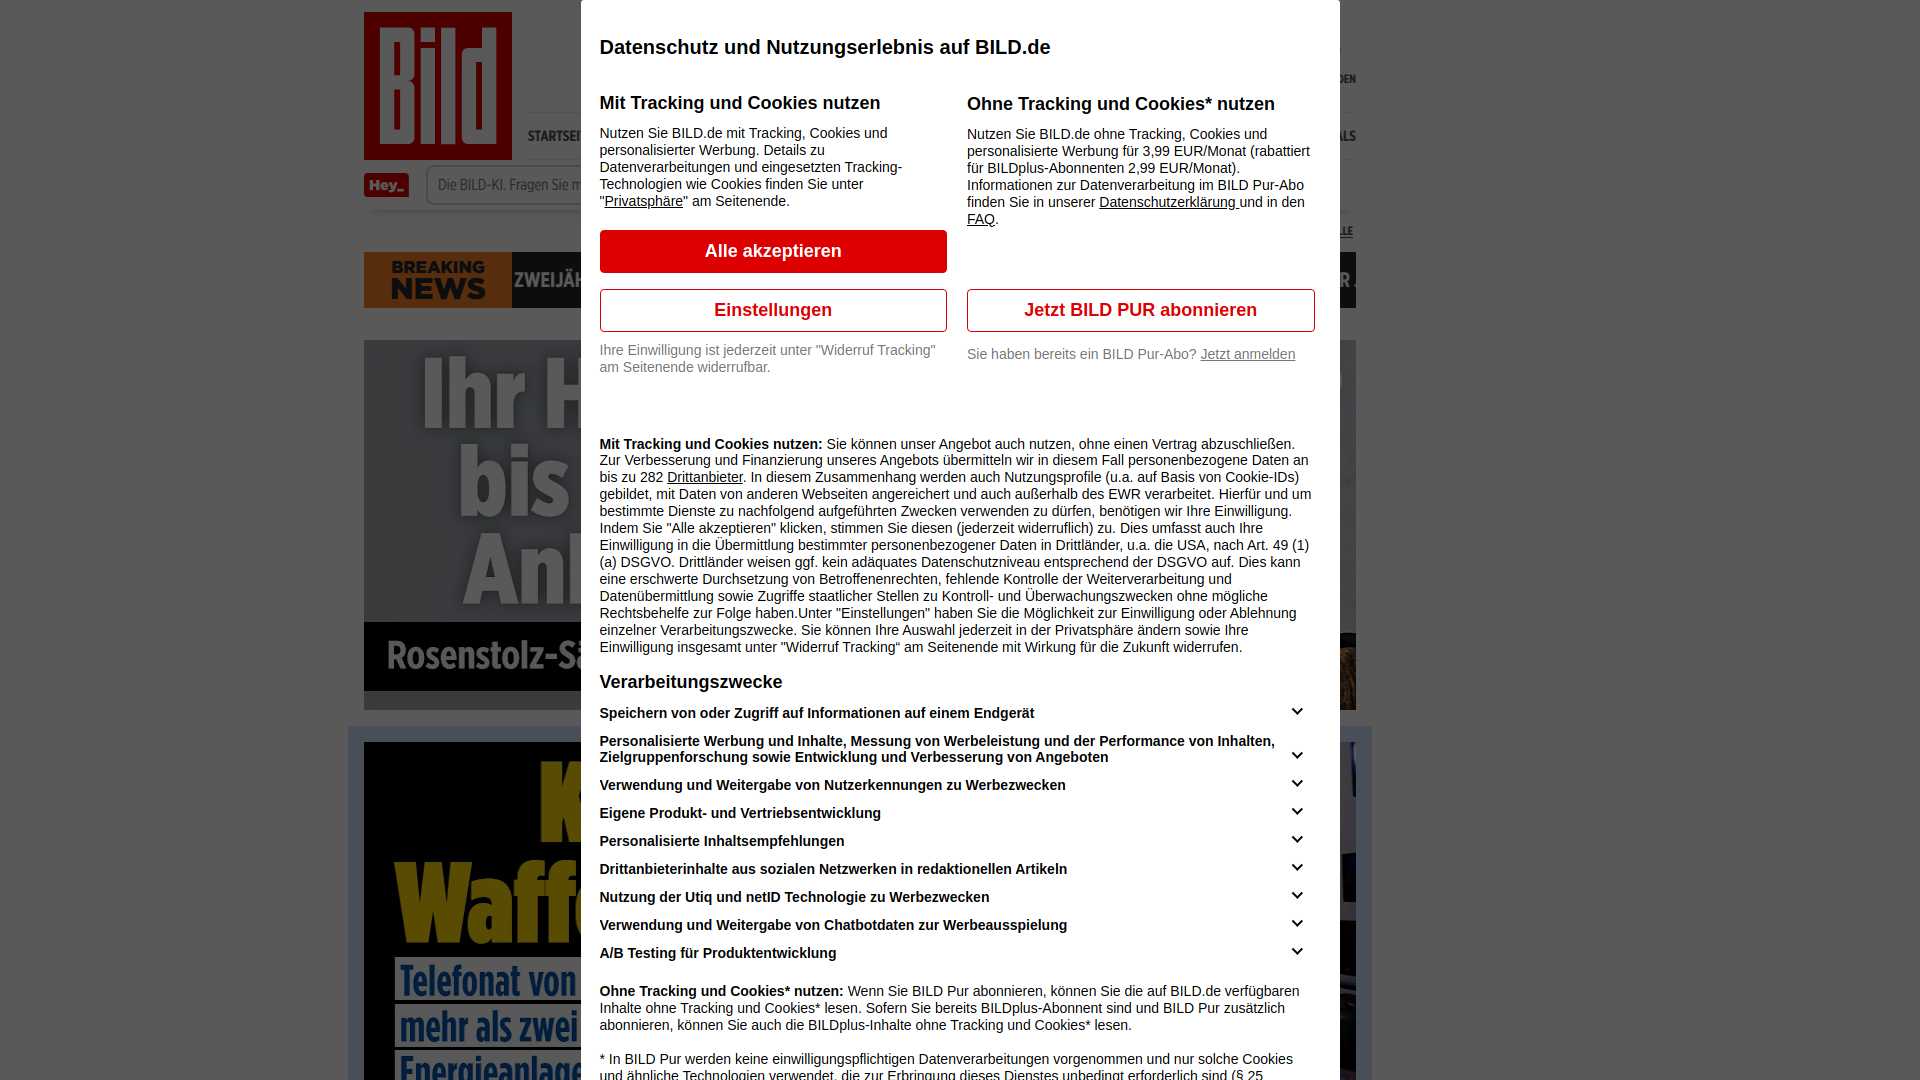 Bild
Datenschutz und Nutzungserlebnis auf BILD.de
Mit Tracking und Cookies nutzen
Nutzen Sie BILD.de mit Tracking, Cookies und
personalisierter Werbung. Details zu
Datenverarbeitungen und eingesetzten Tracking-
Technologien wie Cookies finden Sie unter
"Privatsphäre" am Seitenende.
Alle akzeptieren
Einstellungen
Ihre Einwilligung ist jederzeit unter "Widerruf Tracking"
am Seitenende widerrufbar.
Ohne Tracking und Cookies* nutzen
Nutzen Sie BILD.de ohne Tracking, Cookies und
personalisierte Werbung für 3,99 EUR/Monat (rabattiert
für BILDplus-Abonnenten 2,99 EUR/Monat).
Informationen zur Datenverarbeitung im BILD Pur-Abo
finden Sie in unserer Datenschutzerklärung und in den
FAQ.
Jetzt BILD PUR abonnieren
Sie haben bereits ein BILD Pur-Abo? Jetzt anmelden
Mit Tracking und Cookies nutzen: Sie können unser Angebot auch nutzen, ohne einen Vertrag abzuschließen.
Zur Verbesserung und Finanzierung unseres Angebots übermitteln wir in diesem Fall personenbezogene Daten an
bis zu 282 Drittanbieter. In diesem Zusammenhang werden auch Nutzungsprofile (u.a. auf Basis von Cookie-IDs)
gebildet, mit Daten von anderen Webseiten angereichert und auch außerhalb des EWR verarbeitet. Hierfür und um
bestimmte Dienste zu nachfolgend aufgeführten Zwecken verwenden zu dürfen, benötigen wir Ihre Einwilligung.
Indem Sie "Alle akzeptieren" klicken, stimmen Sie diesen (jederzeit widerruflich) zu. Dies umfasst auch Ihre
Einwilligung in die Übermittlung bestimmter personenbezogener Daten in Drittländer, u.a. die USA, nach Art. 49 (1)
(a) DSGVO. Drittländer weisen ggf. kein adäquates Datenschutzniveau entsprechend der DSGVO auf. Dies kann
eine erschwerte Durchsetzung von Betroffenenrechten, fehlende Kontrolle der Weiterverarbeitung und
Datenübermittlung sowie Zugriffe staatlicher Stellen zu Kontroll- und Überwachungszwecken ohne mögliche
Rechtsbehelfe zur Folge haben.Unter "Einstellungen" haben Sie die Möglichkeit zur Einwilligung oder Ablehnung
einzelner Verarbeitungszwecke. Sie können Ihre Auswahl jederzeit in der Privatsphäre ändern sowie Ihre
Einwilligung insgesamt unter "Widerruf Tracking“ am Seitenende mit Wirkung für die Zukunft widerrufen.
Verarbeitungszwecke
Speichern von oder Zugriff auf Informationen auf einem Endgerät
Personalisierte Werbung und Inhalte, Messung von Werbeleistung und der Performance von Inhalten,
Zielgruppenforschung sowie Entwicklung und Verbesserung von Angeboten
Verwendung und Weitergabe von Nutzerkennungen zu Werbezwecken
Eigene Produkt- und Vertriebsentwicklung
Personalisierte Inhaltsempfehlungen
Drittanbieterinhalte aus sozialen Netzwerken in redaktionellen Artikeln
Nutzung der Utiq und netID Technologie zu Werbezwecken
Verwendung und Weitergabe von Chatbotdaten zur Werbeausspielung
A/B Testing für Produktentwicklung
Ohne Tracking und Cookies* nutzen: Wenn Sie BILD Pur abonnieren, können Sie die auf BILD.de verfügbaren
Inhalte ohne Tracking und Cookies* lesen. Sofern Sie bereits BILDplus-Abonnent sind und BILD Pur zusätzlich
abonnieren, können Sie auch die BILDplus-Inhalte ohne Tracking und Cookies* lesen.
* In BILD Pur werden keine einwilligungspflichtigen Datenverarbeitungen vorgenommen und nur solche Cookies
und ähnliche Technologien verwendet, die zur Erbringung dieses Dienstes unbedingt erforderlich sind (§ 25
STARTSEI
ALS
Hey_
Die BILD-KI. Fragen Sie m
BREAKING
NEWS
ZWEIJÄH
Ihr H
bis
An
Rosenstolz-Sä
K
Waffe
Telefonat von
mehr als zwei
Energieanlage